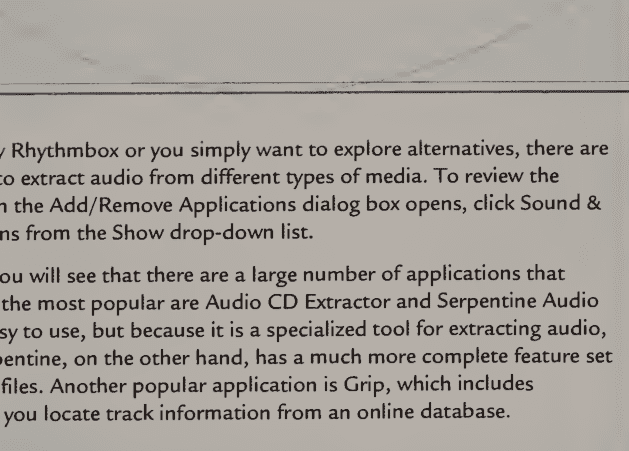 Rhythmbox or you simply want to explore alternatives, there are
to extract audio from different types of media. To review the
the Add/Remove Applications dialog box opens, click Sound &
ns from the Show drop-down list.
ou will see that there are a large number of applications that
the most popular are Audio CD Extractor and Serpentine Audio
sy to use, but because it is a specialized tool for extracting audio,
pentine, on the other hand, has a much more complete feature set
files. Another popular application is Grip, which includes
you locate track information from an online database.